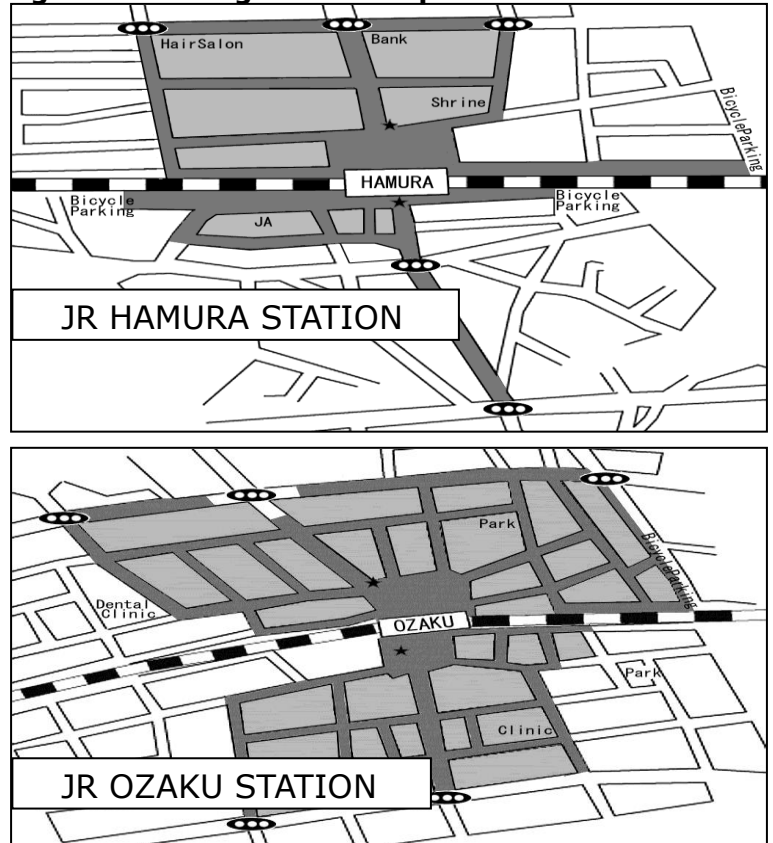 HairSalon
Bank
Shrine
BicycleParking
HAMURA
Bicycle
Parking
Bicycle
Parking
JA
JR HAMURA STATION
Park
BicycleParking
Dental
Clinic
OZAKU
Park
Clinic
JR OZAKU STATION